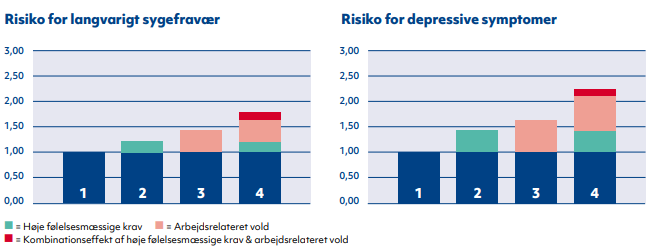 Risiko for langvarigt sygefravær
3,00
2,50
2,00
1,50
1,00
0,50
0,00
1 2 3 4
Risiko for depressive symptomer
3,00
2,50
2,00
1,50
1,00
0,50
0,00
1 2 3 4
= Høje følelsesmæssige krav = Arbejdsrelateret vold
= Kombinationseffekt af høje følelsesmæssige krav & arbejdsrelateret vold